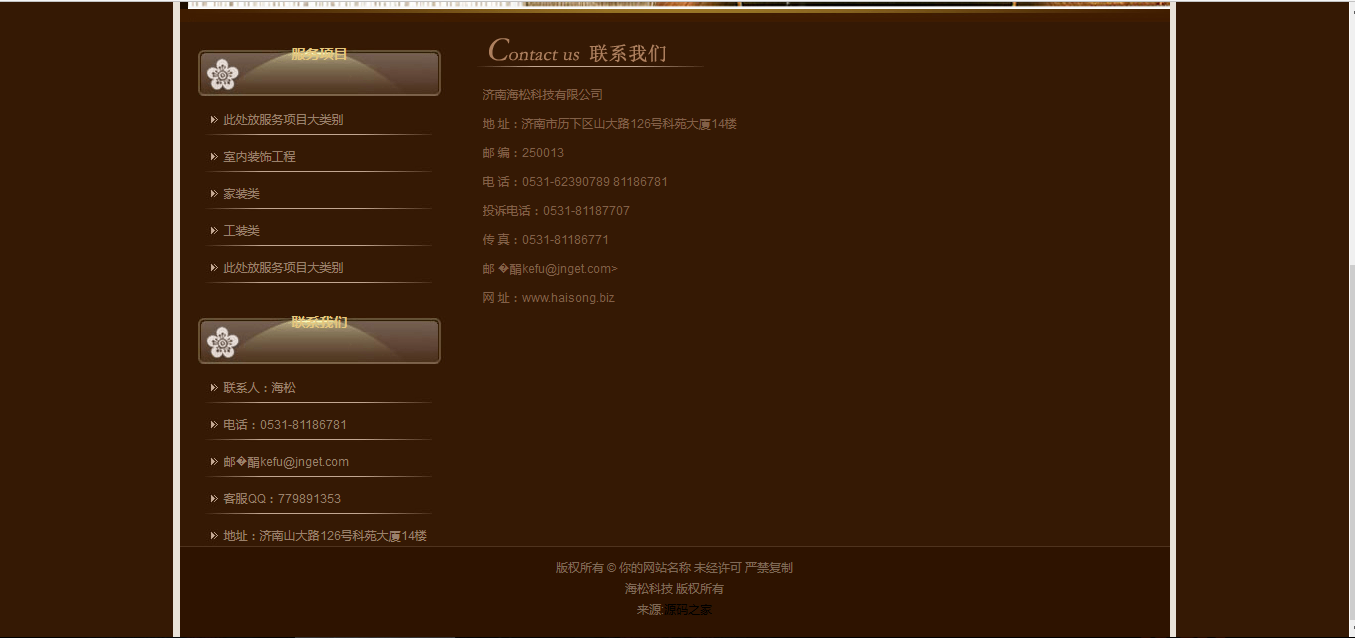 服务项目
此处放服务项目大类别
室内装饰工程
家装类
工装类
此处放服务项目大类别
联系我们
联系人：海松
电话：0531-81186781
邮�酮kefu@jnget.com
客服QQ：779891353
地址：济南山大路126号科苑大厦14楼
Contact us 联系我们
济南海松科技有限公司
地 址：济南市历下区山大路126号科苑大厦14楼
邮 编：250013
电 话：0531-62390789 81186781
投诉电话：0531-81187707
传 真：0531-81186771
邮 �酮kefu@jnget.com>
网 址：www.haisong.biz
版权所有 © 你的网站名称 未经许可 严禁复制
海松科技 版权所有
来源:源码之家